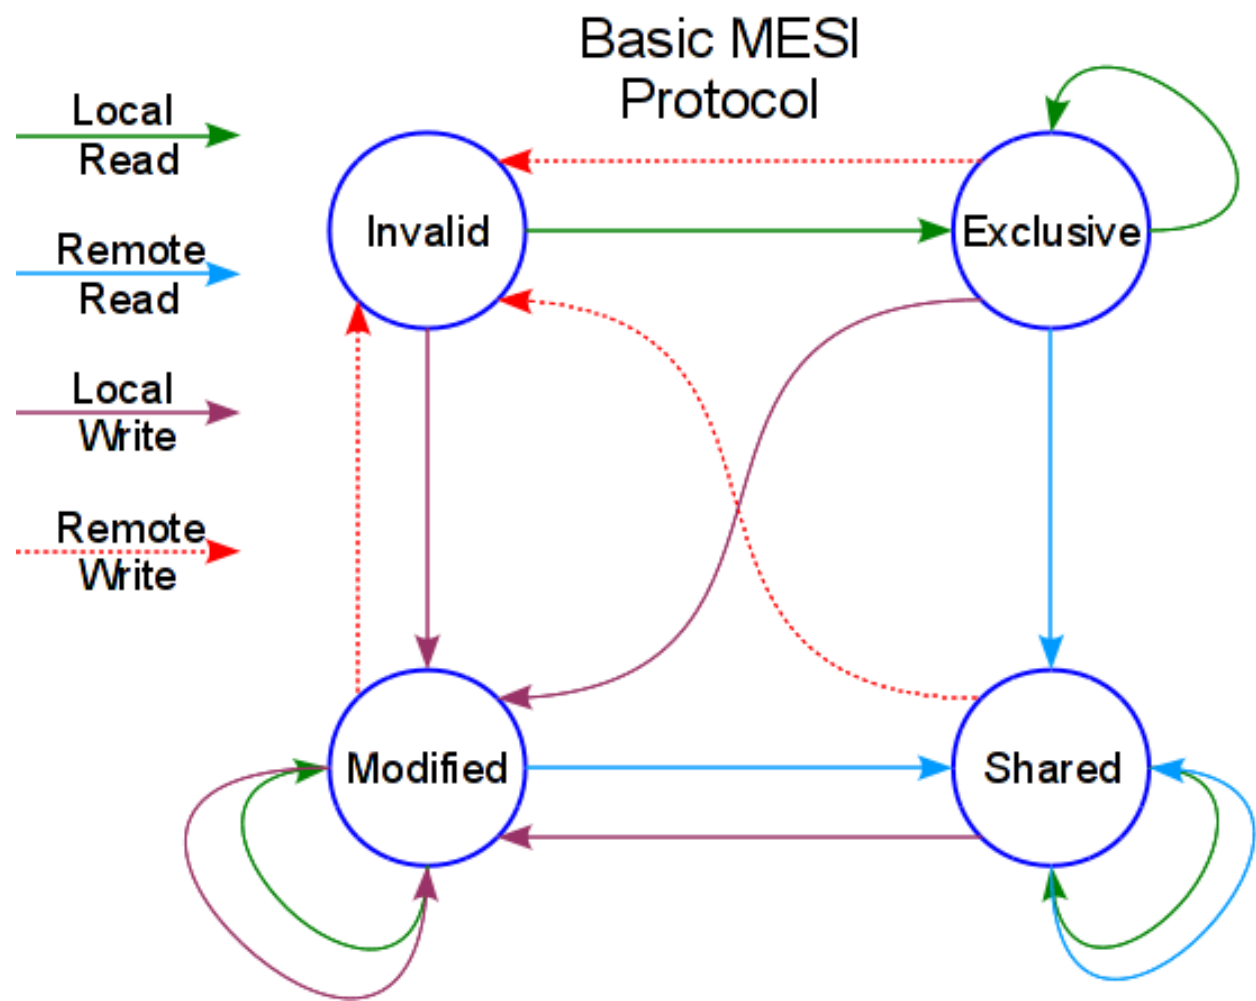 Basic MESI
Protocol
Local
Read
Remote
Read
Local
Write
Remote
Write
Invalid
Exclusive
Modified
Shared